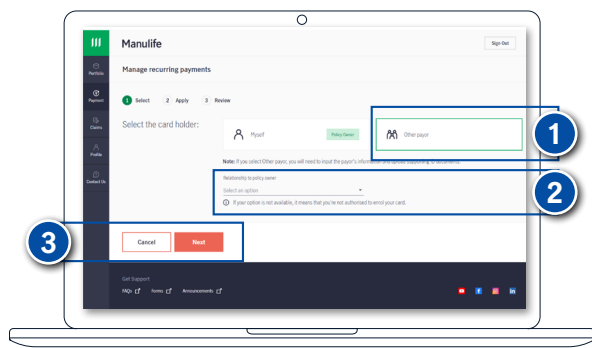 Manulife
Sign Out
Portfolio
Manage recurring payments
Payment
1 Select 2 Apply 3 Review
Claims
Select the card holder:
Myself
Policy Owner
Other payor
1
Profile
Note: If you select Other payor, you will need to input the payor's information and upload supporting documents.
Contact Us
Relationship to policy owner
Select an option
2
If your option is not available, it means that you're not authorised to enrol your card.
3
Cancel
Next
Get Support
FAQs Forms Announcements